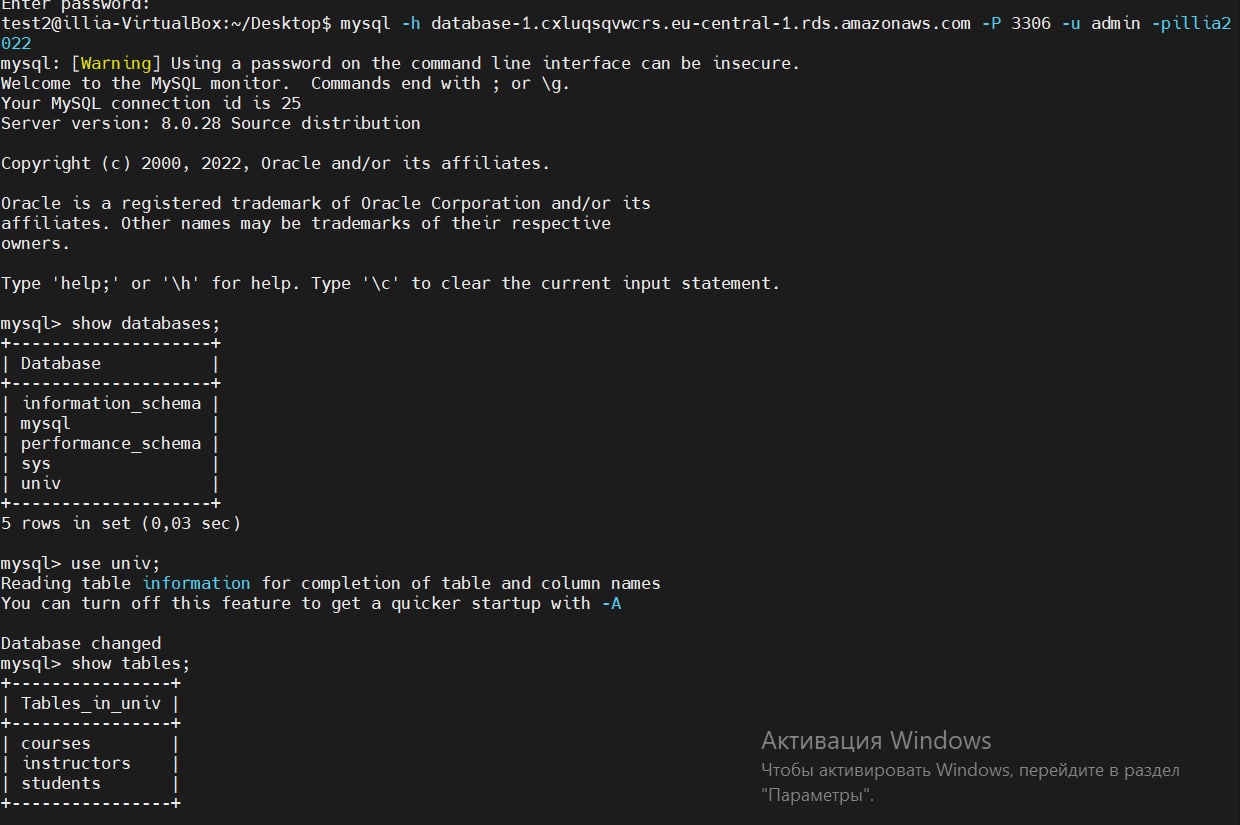 Enter password:
test2@illia-VirtualBox:~/Desktop$ mysql -h database-1.cxluqsqvwcrs.eu-central-1.rds.amazonaws.com -P 3306 -u admin -pillia2
022
mysql: [Warning] Using a password on the command line interface can be insecure.
Welcome to the MySQL monitor.  Commands end with ; or \g.
Your MySQL connection id is 25
Server version: 8.0.28 Source distribution

Copyright (c) 2000, 2022, Oracle and/or its affiliates.

Oracle is a registered trademark of Oracle Corporation and/or its
affiliates. Other names may be trademarks of their respective
owners.

Type 'help;' or '\h' for help. Type '\c' to clear the current input statement.

mysql> show databases;
+--------------------+
| Database           |
+--------------------+
| information_schema |
| mysql              |
| performance_schema |
| sys                |
| univ               |
+--------------------+
5 rows in set (0,03 sec)

mysql> use univ;
Reading table information for completion of table and column names
You can turn off this feature to get a quicker startup with -A

Database changed
mysql> show tables;
+----------------+
| Tables_in_univ |
+----------------+
| courses        |
| instructors    |
| students       |
+----------------+
Активация Windows
Чтобы активировать Windows, перейдите в раздел
"Параметры".